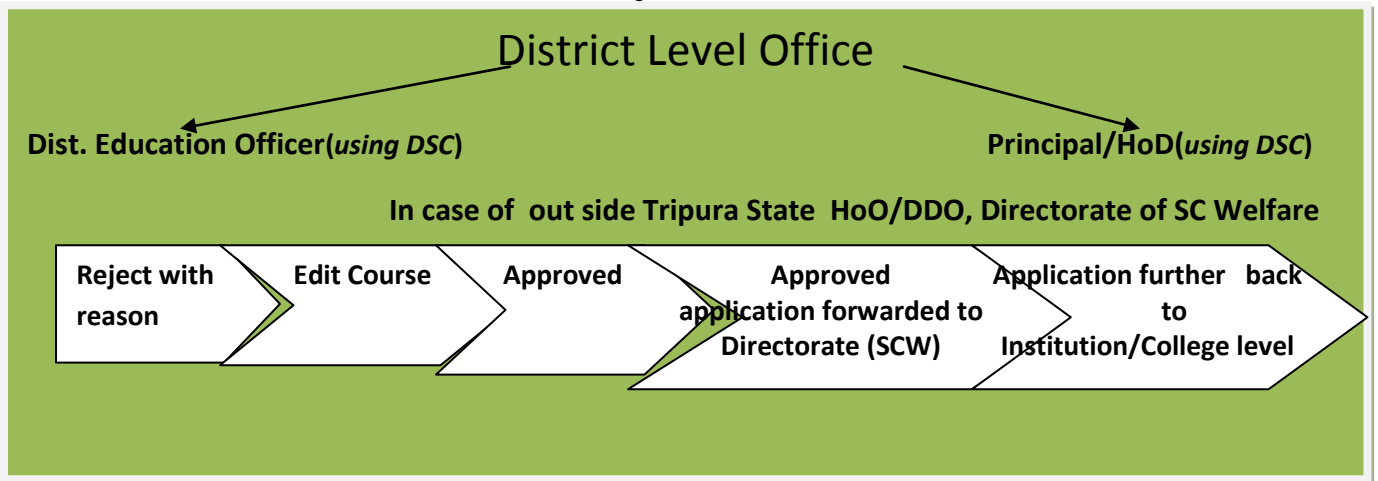 District Level Office
Dist. Education Officer(using DSC)
Principal/HoD(using DSC)
In case of out side Tripura State HoO/DDO, Directorate of SC Welfare
Reject with
reason
Edit Course
Approved
Approved
application forwarded to
Directorate (SCW)
Application further back
to
Institution/College level